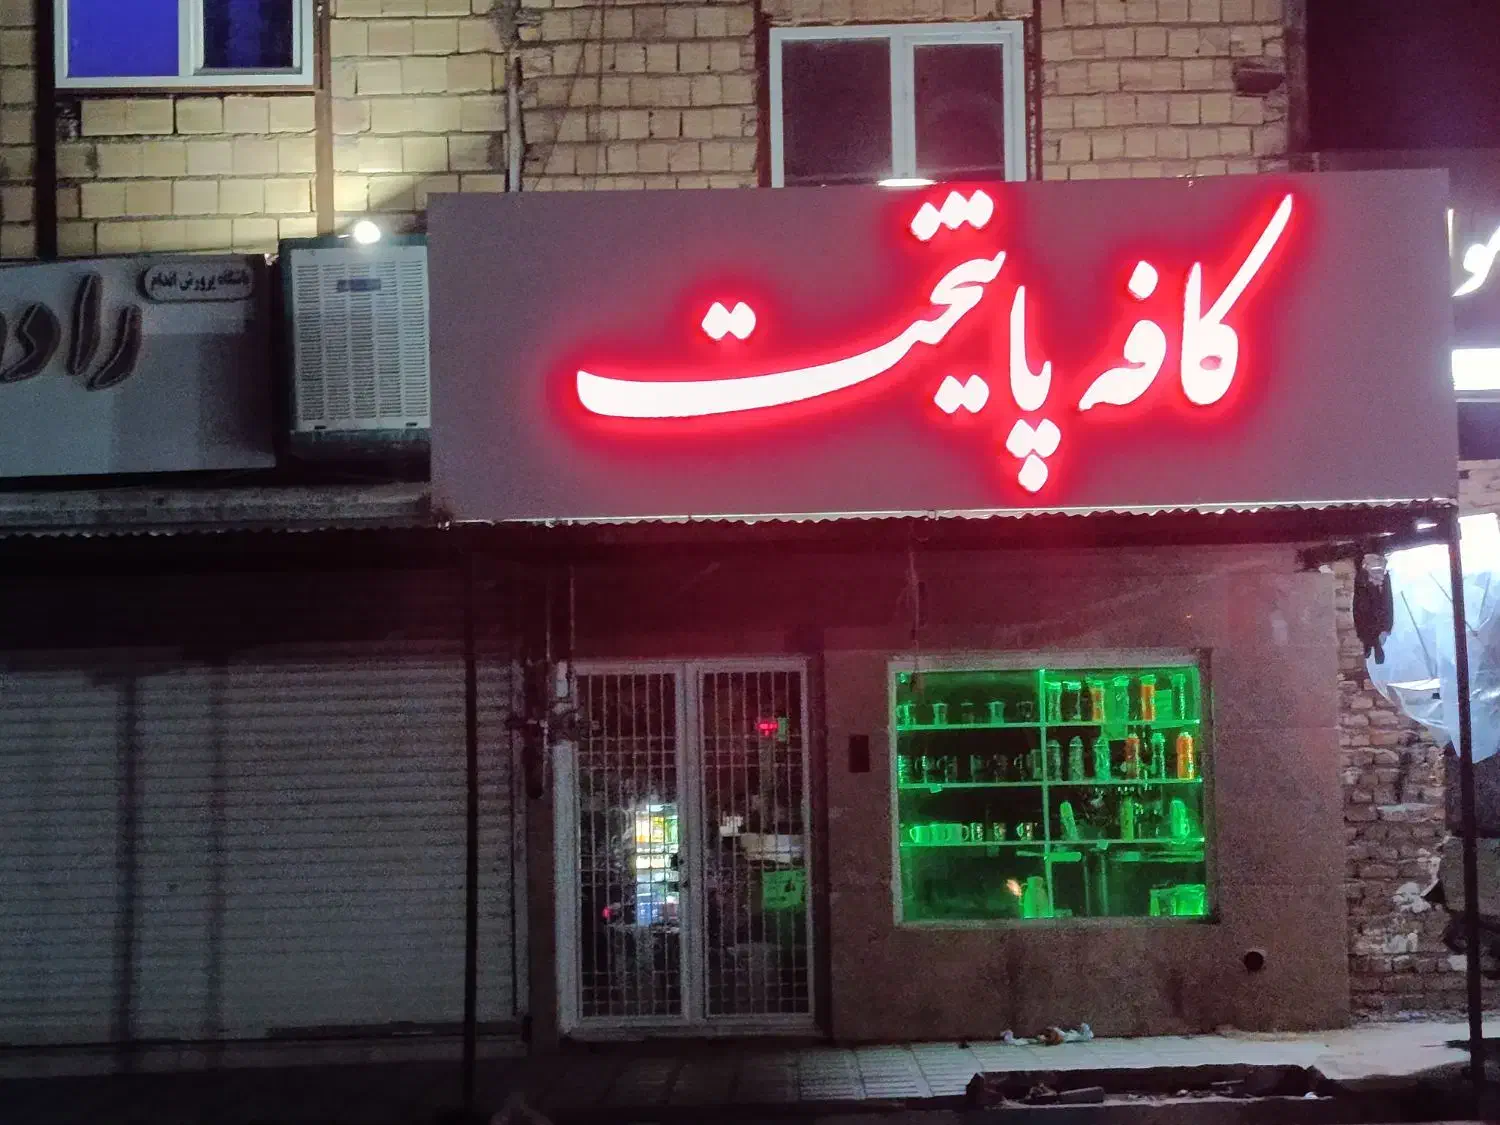 کافه پایتخت
باشگاه پرورش اندام